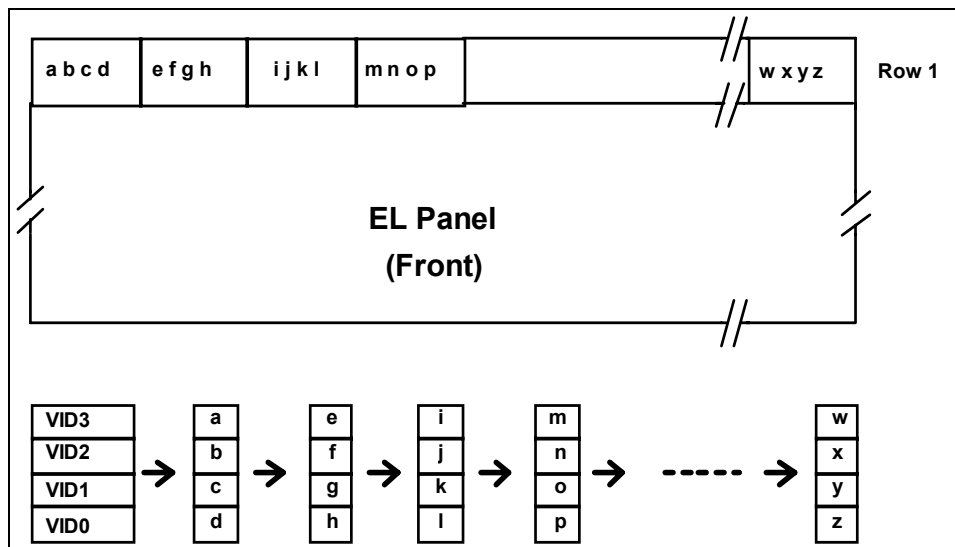 a b c d e f g h i j k l m n o p w x y z Row 1
EL Panel
(Front)
VID3 a e i m w
VID2 b f j n x
VID1 c g k o y
VID0 d h l p z